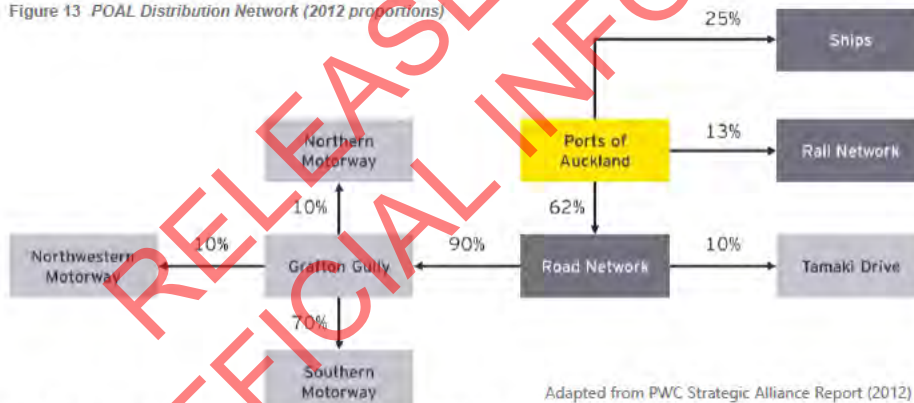 Figure 13 POAL Distribution Network (2012 proportions)
25%
Ships
Northern
Motorway
Ports of
Auckland
13%
Rail Network
10%
62%
Northwestern
Motorway
10%
Grafton Gully
90%
Road Network
10%
Tamaki Drive
70%
Southern
Motorway
Adapted from PWC Strategic Alliance Report (2012)
RELEASE
OFFICIAL INFO